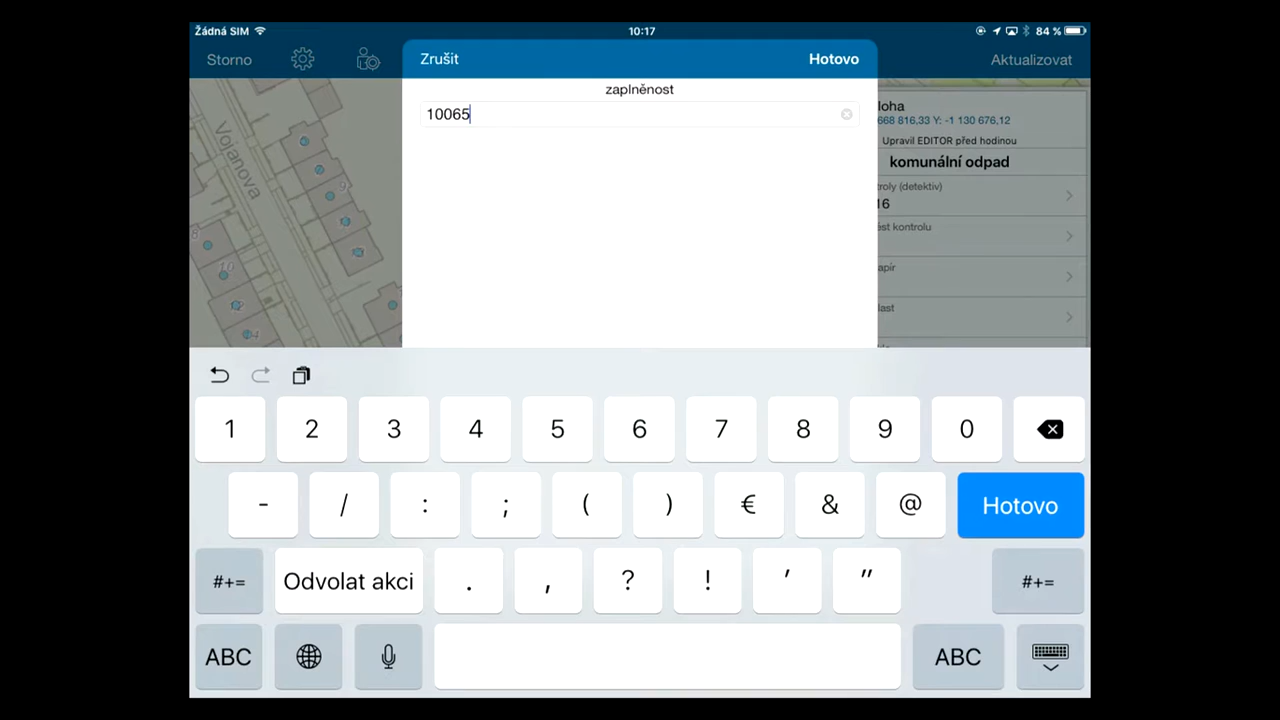 Žádná SIM
10:17
84 %
Storno
Zrušit
Hotovo
Aktualizovat
zaplněnost
10065
loha
668 816,33 Y: -1 130 676,12
Upravil EDITOR před hodinou
komunální odpad
troly (detektiv)
16
ést kontrolu
apír
last
Vojanova
9
10
1 2 3 4 5 6 7 8 9 0
- / : ; ( ) € & @ Hotovo
#+= Odvolat akci . , ? ! ' " #+=
ABC ABC